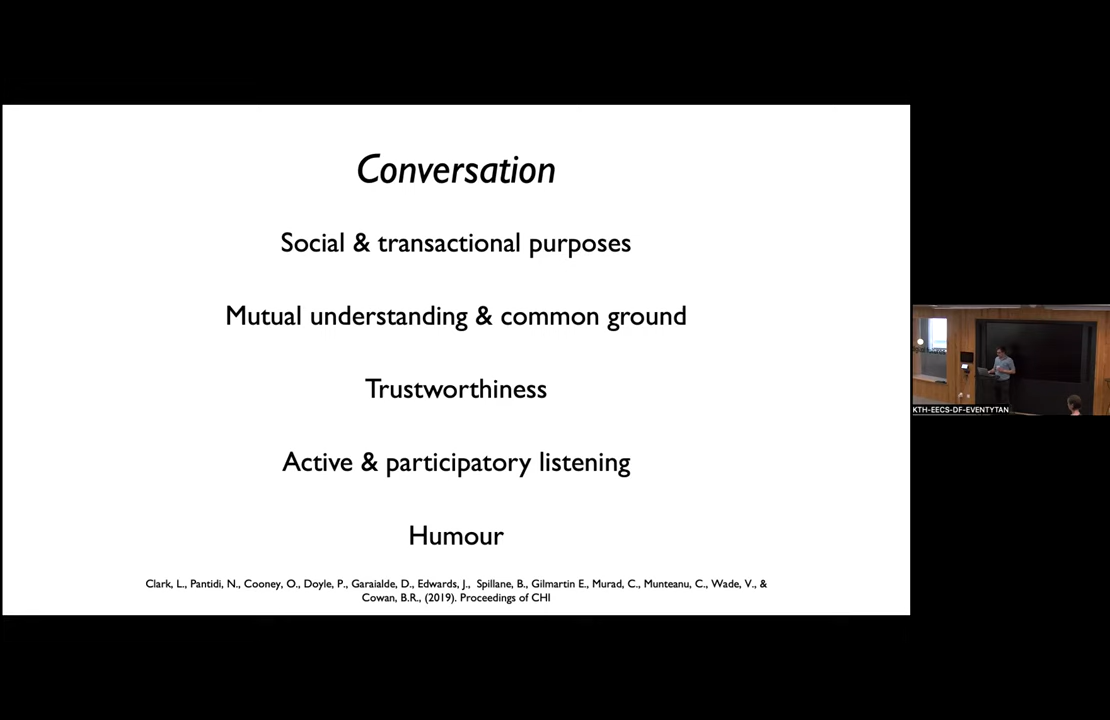 Conversation
Social & transactional purposes
Mutual understanding & common ground
Trustworthiness
Active & participatory listening
Humour
Clark, L., Pantidi, N., Cooney, O., Doyle, P., Garaialde, D., Edwards, J., Spillane, B., Gilmartin E., Murad, C., Munteanu, C., Wade, V., &
Cowan, B.R., (2019). Proceedings of CHI
KTH-EECS-DF-EVENTYTAN